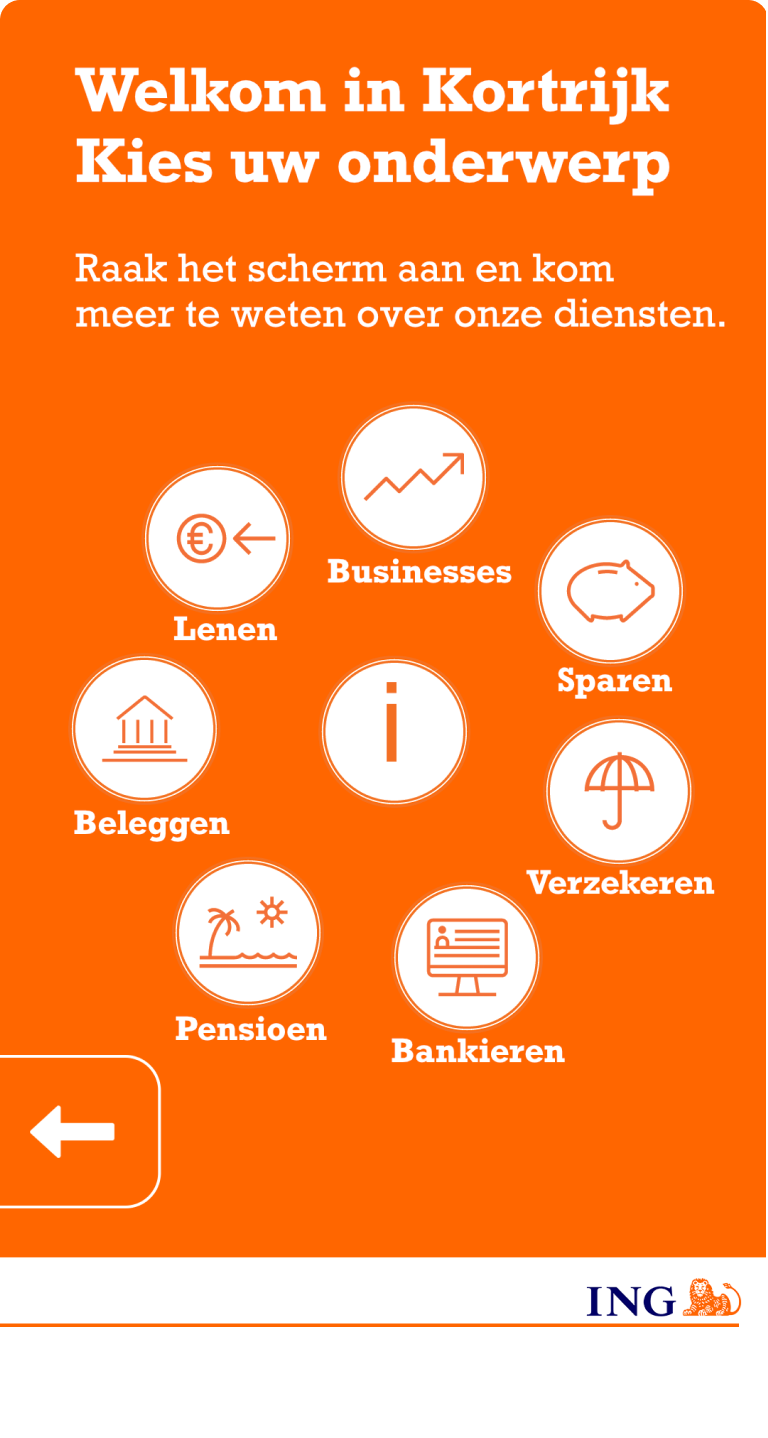 Welkom in Kortrijk
Kies uw onderwerp
Raak het scherm aan en kom
meer te weten over onze diensten.
Businesses
Lenen
Sparen
i
Beleggen
Verzekeren
Pensioen
Bankieren
ING